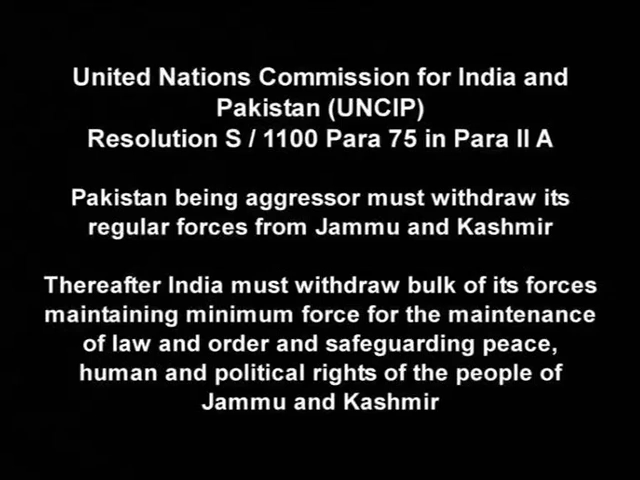 United Nations Commission for India and
Pakistan (UNCIP)
Resolution S / 1100 Para 75 in Para II A
Pakistan being aggressor must withdraw its
regular forces from Jammu and Kashmir
Thereafter India must withdraw bulk of its forces
maintaining minimum force for the maintenance
of law and order and safeguarding peace,
human and political rights of the people of
Jammu and Kashmir